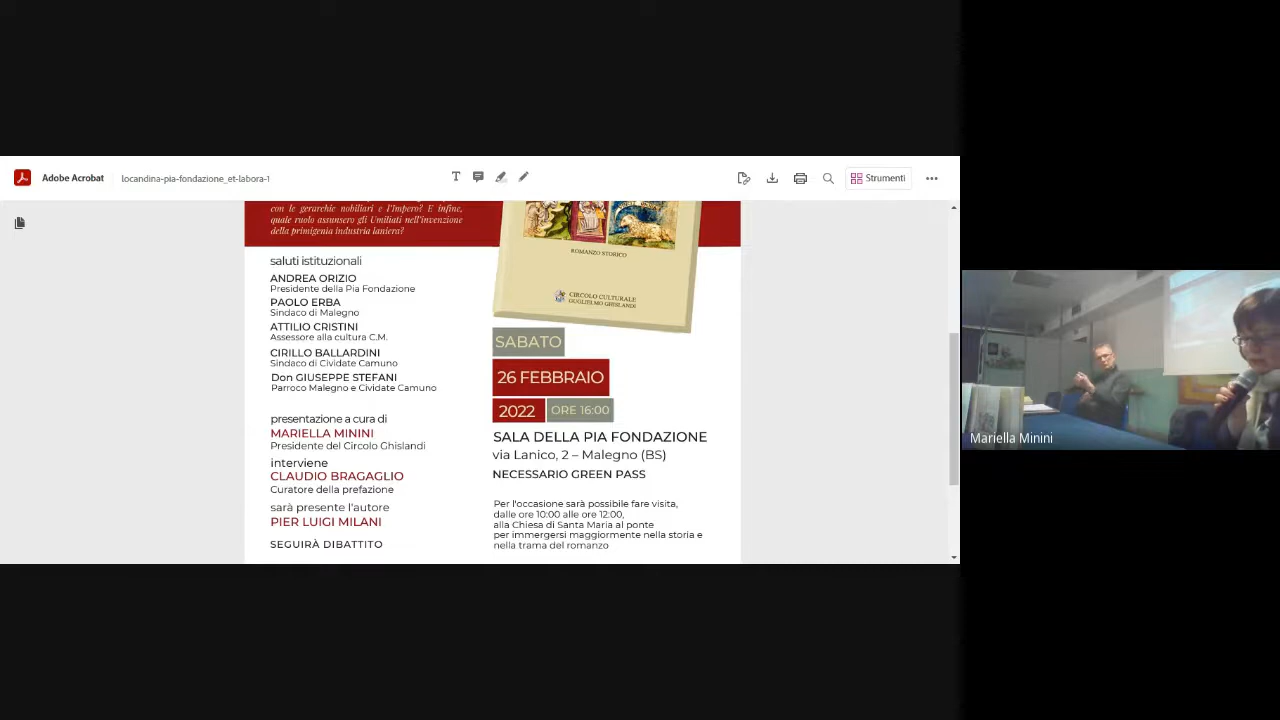 Adobe Acrobat
locandina-pia-fondazione_et-labora-1
Strumenti
con le gerarchie nobiliari e l'Impero? E infine,
quale ruolo assunsero gli Umiliati nell'invenzione
della primigenia industria laniera?
ROMANZO STORICO
CIRCOLO CULTURALE
GUGLIELMO GHISLANDI
saluti istituzionali
ANDREA ORIZIO
Presidente della Pia Fondazione
PAOLO ERBA
Sindaco di Malegno
ATTILIO CRISTINI
Assessore alla cultura C.M.
CIRILLO BALLARDINI
Sindaco di Cividate Camuno
Don GIUSEPPE STEFANI
Parroco Malegno e Cividate Camuno
presentazione a cura di
MARIELLA MININI
Presidente del Circolo Ghislandi
interviene
CLAUDIO BRAGAGLIO
Curatore della prefazione
sarà presente l'autore
PIER LUIGI MILANI
SEGUIRÀ DIBATTITO
SABATO
26 FEBBRAIO
2022 ORE 16:00
SALA DELLA PIA FONDAZIONE
via Lanico, 2 – Malegno (BS)
NECESSARIO GREEN PASS
Per l'occasione sarà possibile fare visita,
dalle ore 10:00 alle ore 12:00,
alla Chiesa di Santa Maria al ponte
per immergersi maggiormente nella storia e
nella trama del romanzo
Mariella Minini